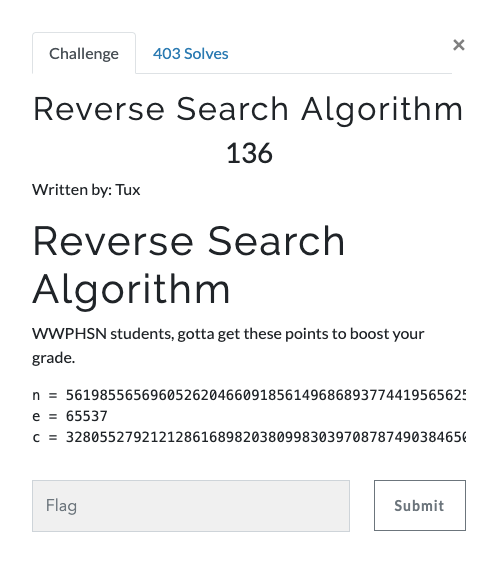 Challenge
403 Solves
×
Reverse Search Algorithm
136
Written by: Tux
Reverse Search
Algorithm
WWPHSN students, gotta get these points to boost your
grade.
n = 561985565696052620466091856149686893774419565625
e = 65537
c = 328055279212128616898203809983039708787490384650
Flag
Submit